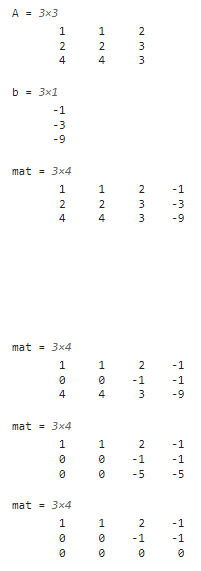 A = 3×3
1 1 2
2 2 3
4 4 3
b = 3×1
-1
-3
-9
mat = 3×4
1 1 2 -1
2 2 3 -3
4 4 3 -9
mat = 3×4
1 1 2 -1
0 0 -1 -1
4 4 3 -9
mat = 3×4
1 1 2 -1
0 0 -1 -1
0 0 -5 -5
mat = 3×4
1 1 2 -1
0 0 -1 -1
0 0 0 0